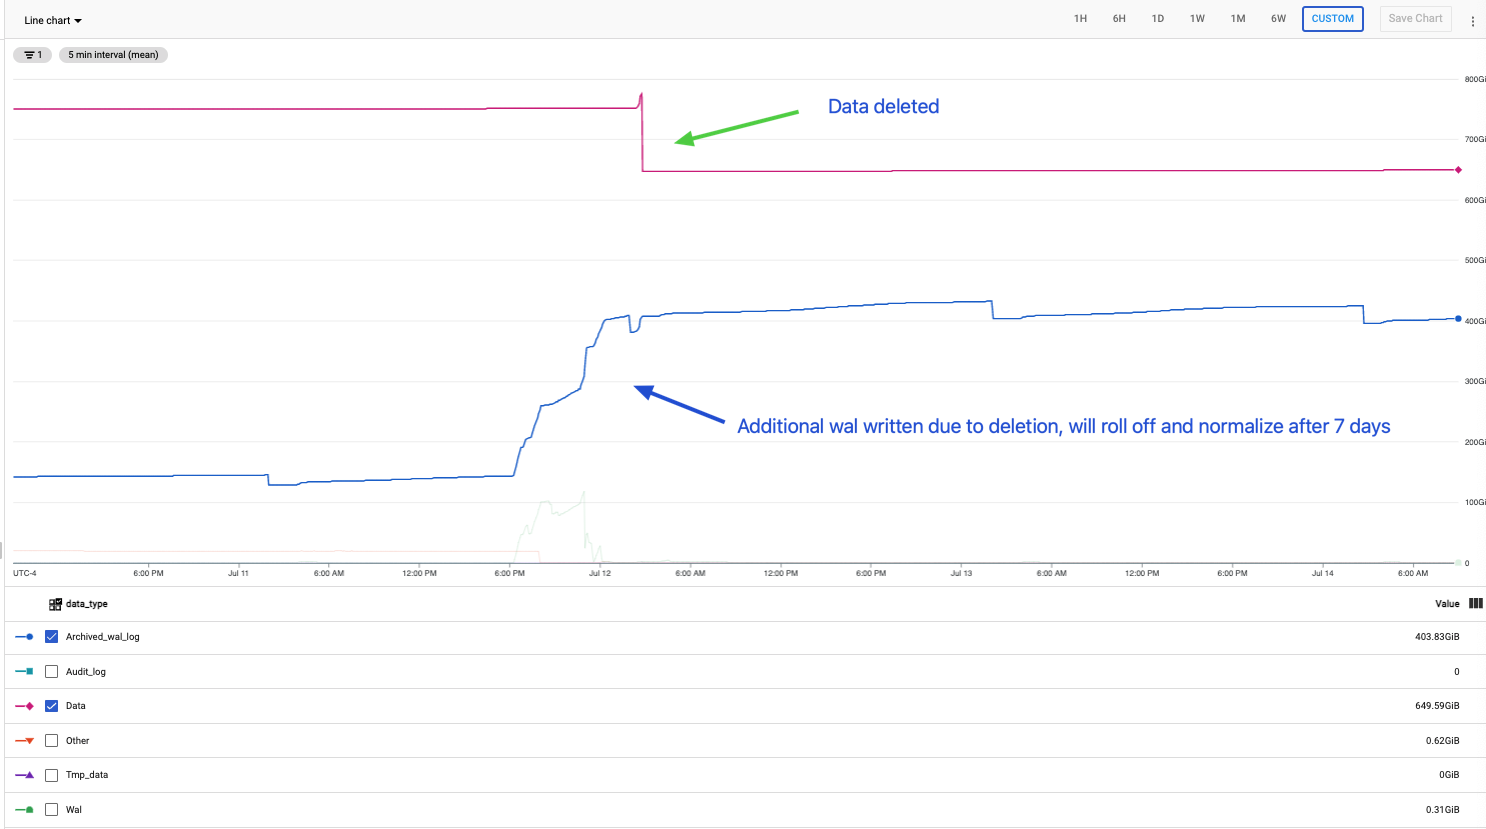 Line chart
1H 6H 1D 1W 1M 6W CUSTOM Save Chart
1 5 min interval (mean)
800Gi
Data deleted
700Gi
600Gi
500Gi
400Gi
300Gi
Additional wal written due to deletion, will roll off and normalize after 7 days
200Gi
100Gi
0
UTC-4 6:00 PM Jul 11 6:00 AM 12:00 PM 6:00 PM Jul 12 6:00 AM 12:00 PM 6:00 PM Jul 13 6:00 AM 12:00 PM 6:00 PM Jul 14 6:00 AM
data_type Value
Archived_wal_log 403.83GiB
Audit_log 0
Data 649.59GiB
Other 0.62GiB
Tmp_data 0GiB
Wal 0.31GiB